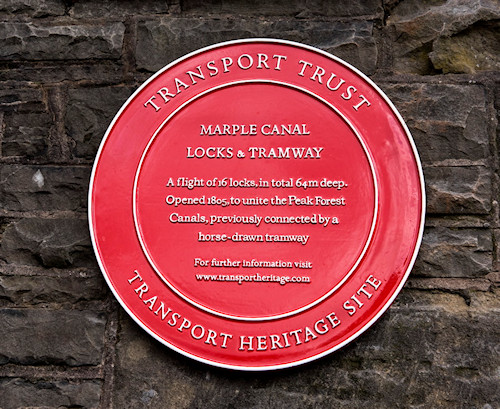 TRANSPORT TRUST
MARPLE CANAL
LOCKS & TRAMWAY
A flight of 16 locks, in total 64m deep.
Opened 1805, to unite the Peak Forest
Canals, previously connected by a
horse-drawn tramway
For further information visit
www.transportheritage.com
TRANSPORT HERITAGE SITE